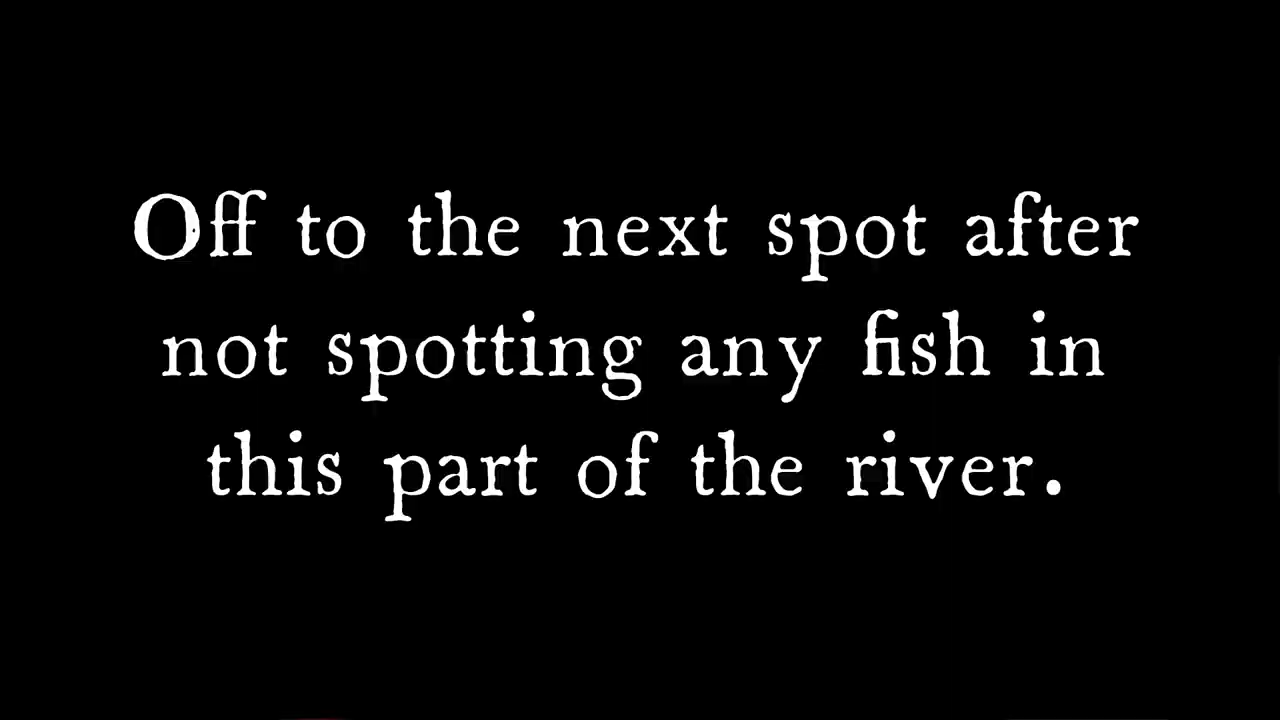 Off to the next spot after
not spotting any fish in
this part of the river.